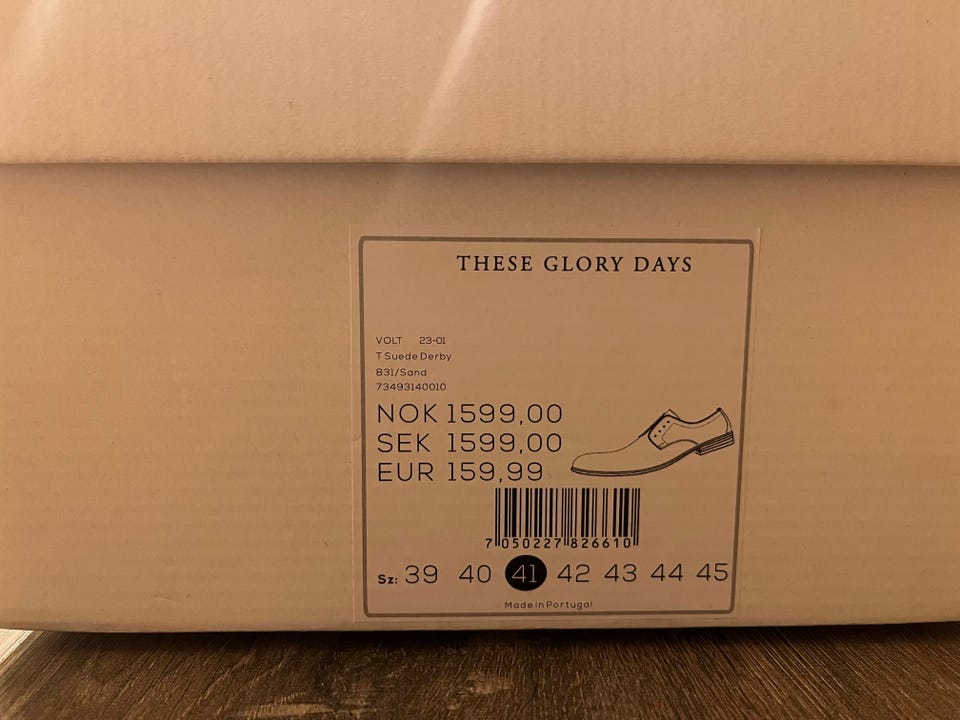 THESE GLORY DAYS
VOLT 23-01
T Suede Derby
831/Sand
73493140010
NOK 1599,00
SEK 1599,00
EUR 159,99
7 050227 826610
Sz: 39 40 41 42 43 44 45
Made in Portugal